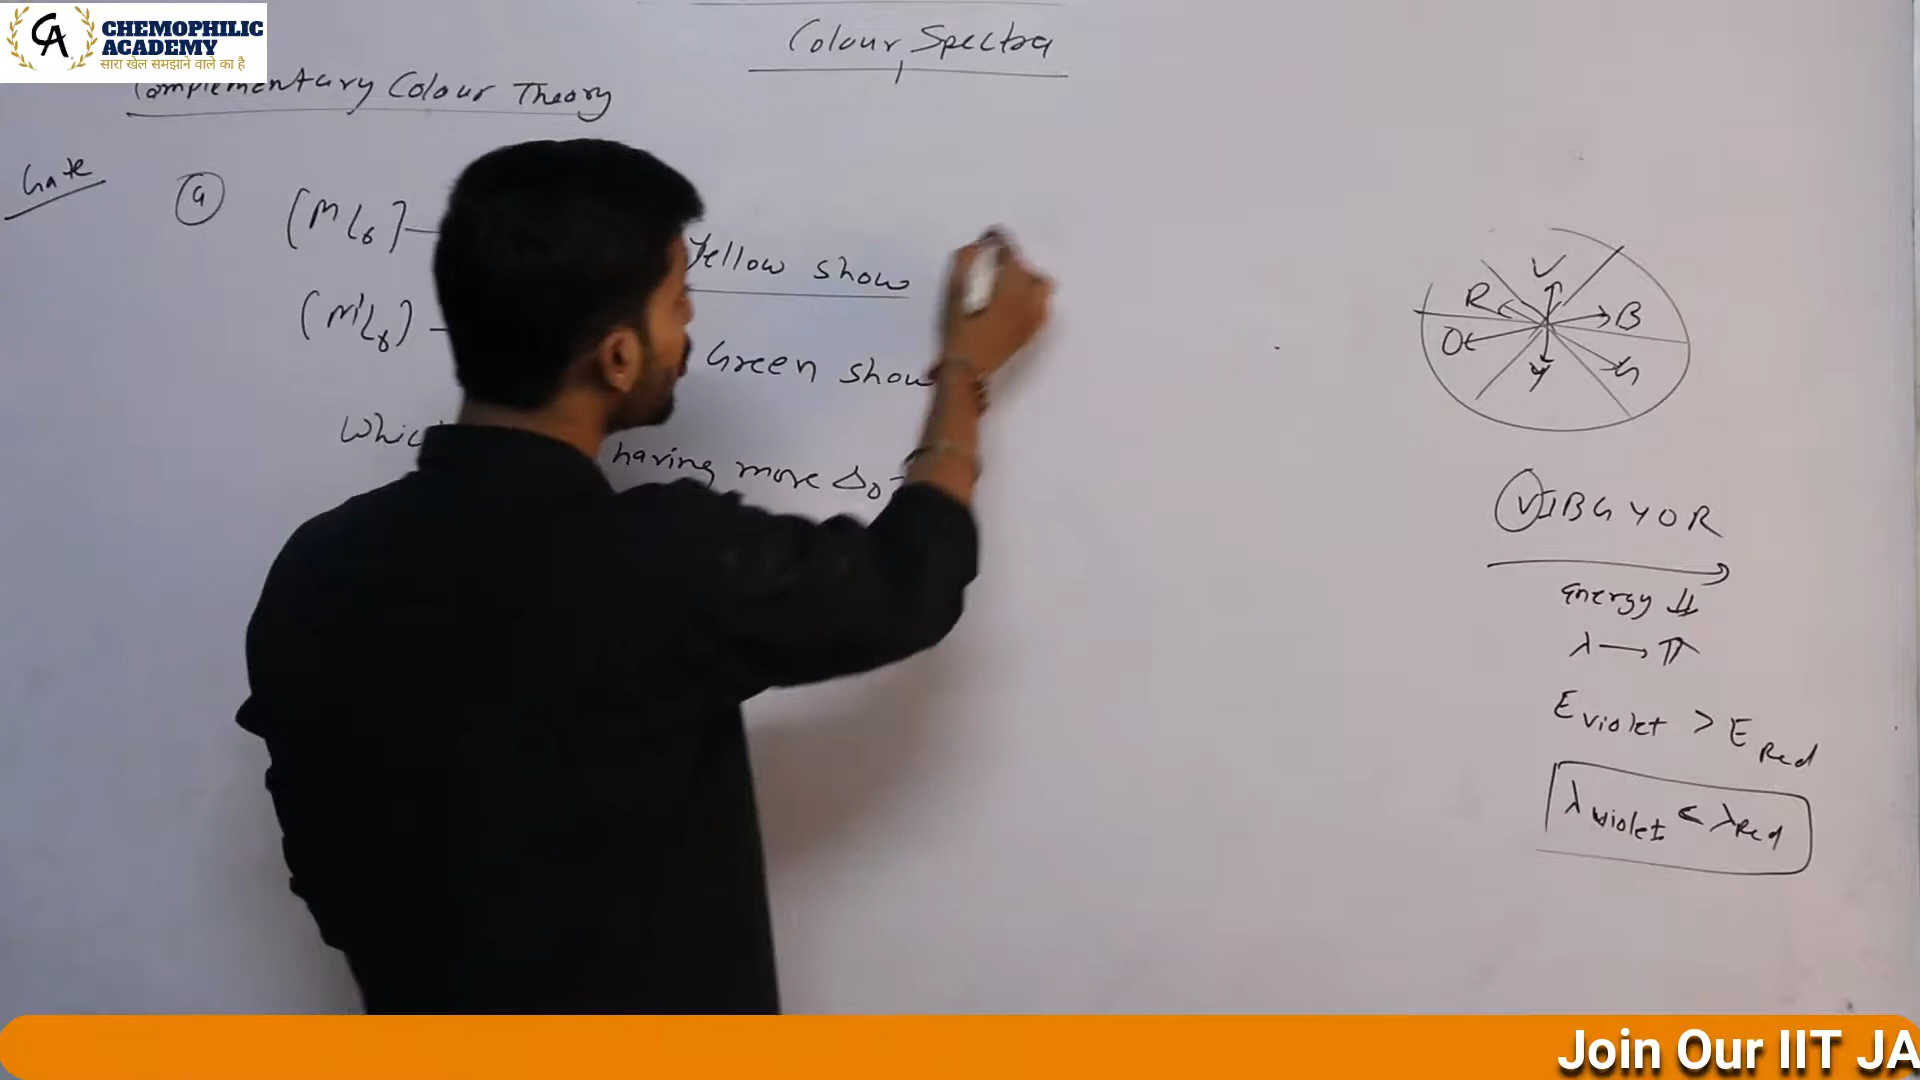 CHEMOPHILIC
ACADEMY
सारा खेल समझाने वाले का है
CA
Colour Spectra
Complementary Colour Theory
Gate
Q
[ML6]
Yellow show
[M'L6]
Green show
having more Δo
V
R
B
O
Y
G
VIBGYOR
energy ↓↓
λ → ↑↑
E violet > E Red
λ violet < λ Red
Join Our IIT JA